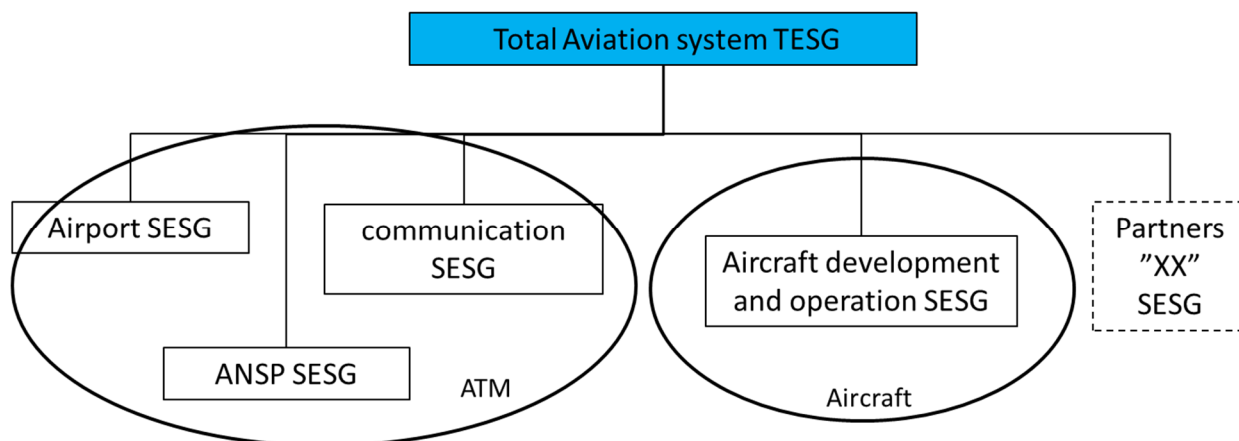 Total Aviation system TESG
Airport SESG
communication
SESG
ANSP SESG
ATM
Aircraft development
and operation SESG
Aircraft
Partners
”XX”
SESG